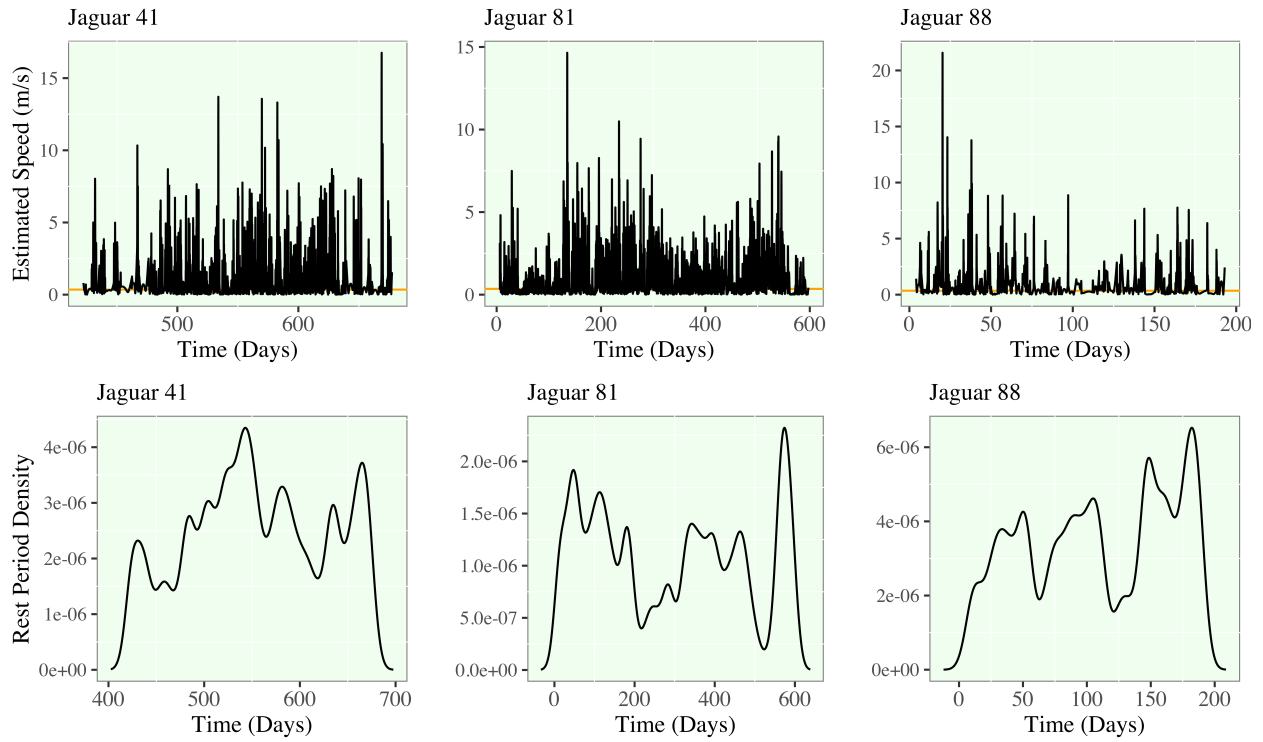 Jaguar 41
Jaguar 81
Jaguar 88
Estimated Speed (m/s)
15
10
5
0
15
10
5
0
20
15
10
5
0
500 600
0 200 400 600
0 50 100 150 200
Time (Days)
Time (Days)
Time (Days)
Jaguar 41
Jaguar 81
Jaguar 88
Rest Period Density
4e-06
3e-06
2e-06
1e-06
0e+00
2.0e-06
1.5e-06
1.0e-06
5.0e-07
0.0e+00
6e-06
4e-06
2e-06
0e+00
400 500 600 700
0 200 400 600
0 50 100 150 200
Time (Days)
Time (Days)
Time (Days)